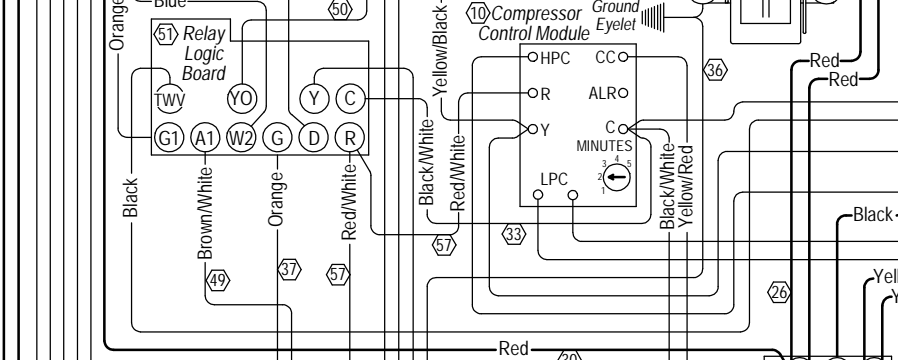 Orange
Blue
50
51
Relay
Logic
Board
TWV
YO
Y
C
G1
A1
W2
G
D
R
Black
Brown/White
Orange
Red/White
Black/White
Red/White
Yellow/Black
49
37
57
57
10
Compressor
Control Module
Ground
Eyelet
HPC
CC
R
ALR
Y
C
MINUTES
1
2
3
4
5
LPC
Black/White
Yellow/Red
33
36
26
Red
Red
Black
Yell
Y
Red